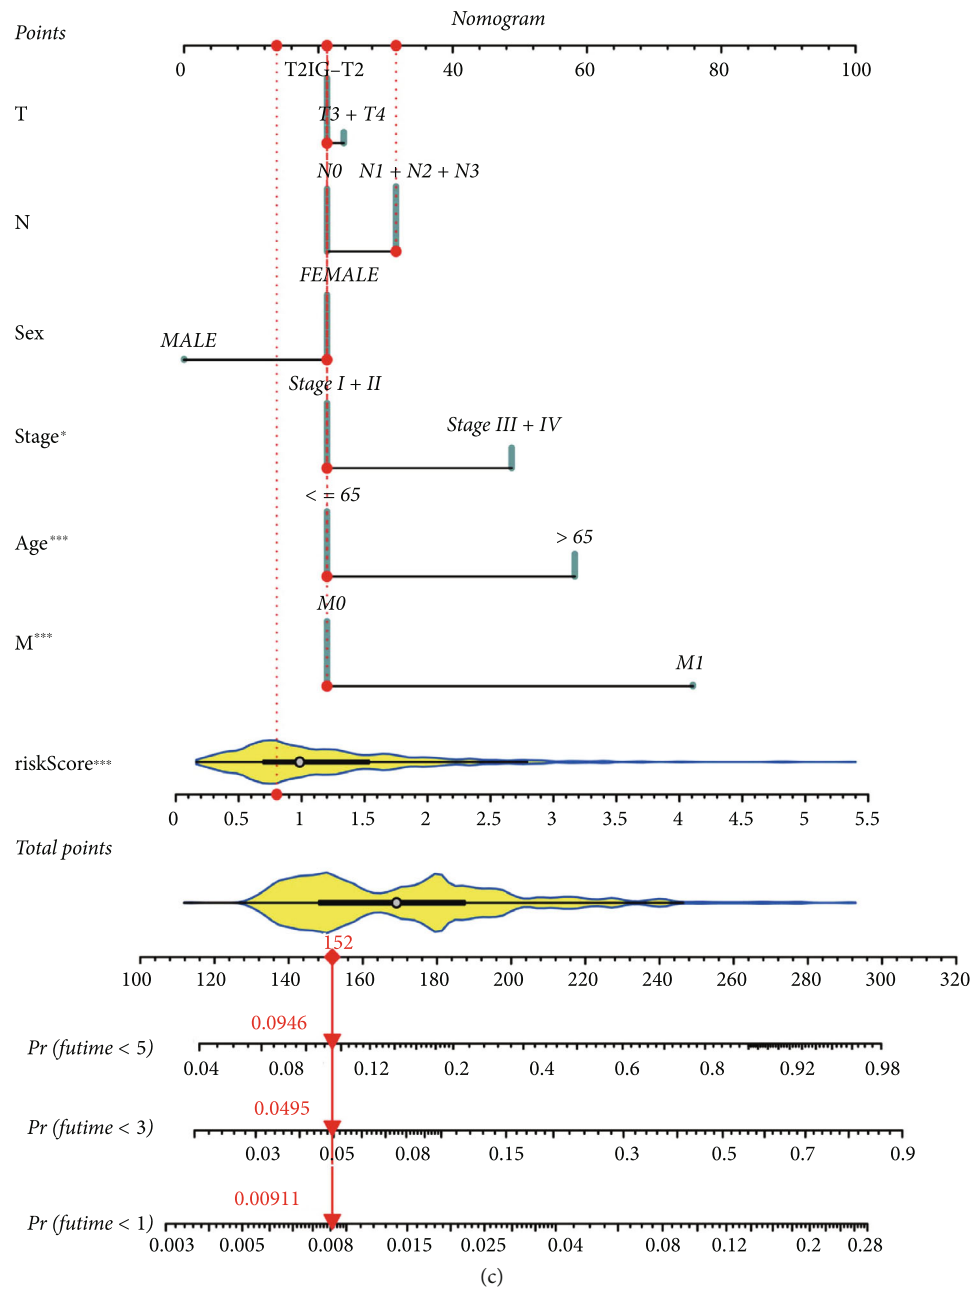 Nomogram
Points
0 40 60 80 100
T2IG–T2
T
T3 + T4
N0 N1 + N2 + N3
N
FEMALE
Sex
MALE
Stage I + II
Stage III + IV
Stage*
< = 65
> 65
Age***
M0
M***
M1
riskScore***
0 0.5 1 1.5 2 2.5 3 3.5 4 4.5 5 5.5
Total points
152
100 120 140 160 180 200 220 240 260 280 300 320
0.0946
Pr (futime < 5)
0.04 0.08 0.12 0.2 0.4 0.6 0.8 0.92 0.98
0.0495
Pr (futime < 3)
0.03 0.05 0.08 0.15 0.3 0.5 0.7 0.9
0.00911
Pr (futime < 1)
0.003 0.005 0.008 0.015 0.025 0.04 0.08 0.12 0.2 0.28
(c)